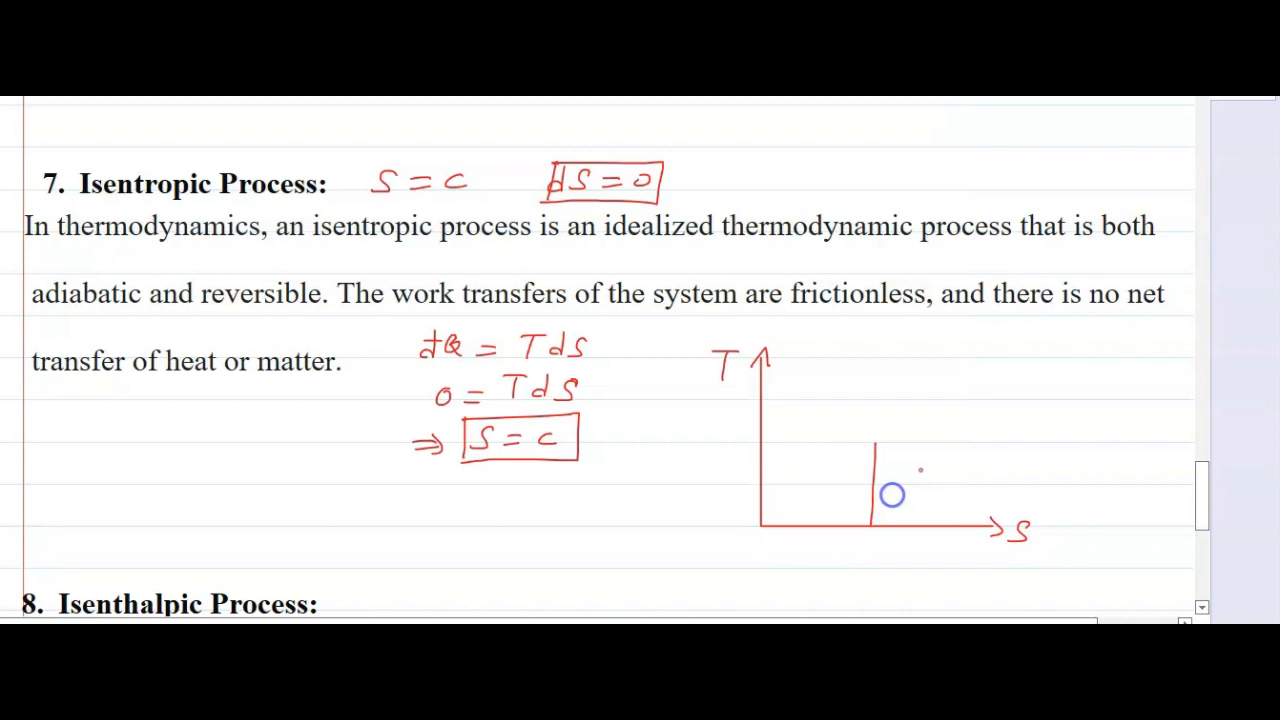 7. Isentropic Process: S = C dS = 0
In thermodynamics, an isentropic process is an idealized thermodynamic process that is both
adiabatic and reversible. The work transfers of the system are frictionless, and there is no net
transfer of heat or matter.
dQ = TdS
0 = TdS
⇒ S = C
T
S
8. Isenthalpic Process: